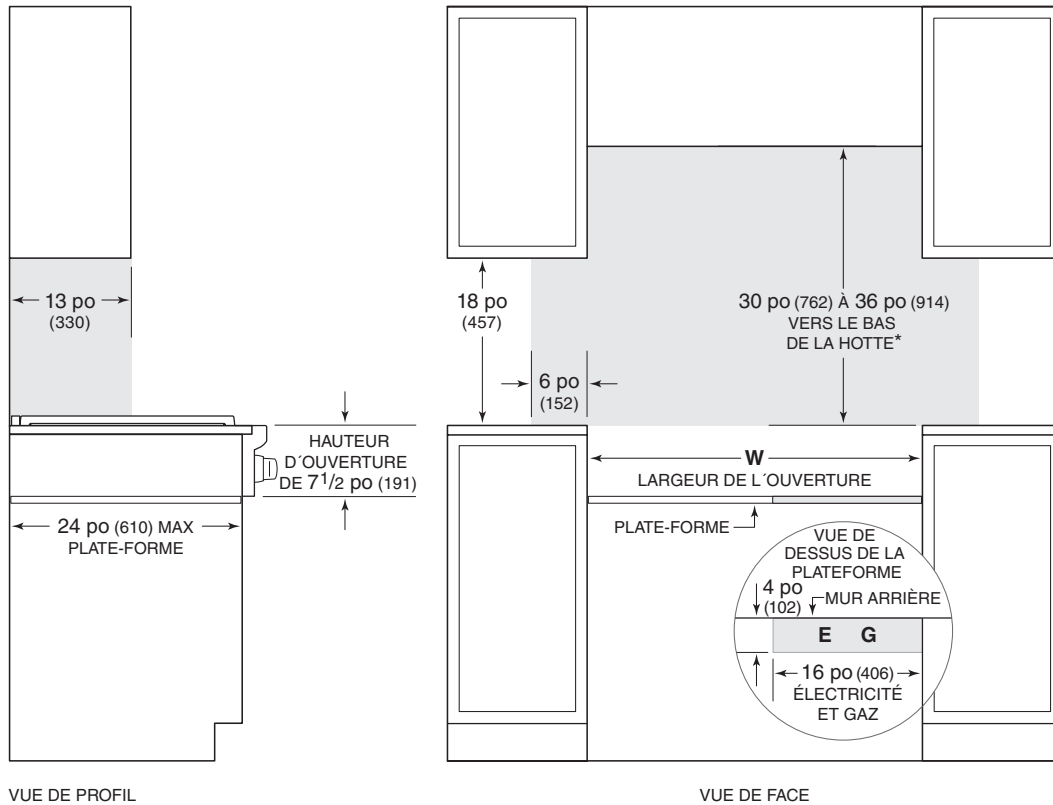 13 po
(330)
HAUTEUR
D´OUVERTURE
DE 7 1/2 po (191)
24 po (610) MAX
PLATE-FORME
VUE DE PROFIL
18 po
(457)
30 po (762) À 36 po (914)
VERS LE BAS
DE LA HOTTE*
6 po
(152)
W
LARGEUR DE L´OUVERTURE
PLATE-FORME
VUE DE
DESSUS DE LA
PLATEFORME
4 po
(102)
MUR ARRIÈRE
E G
16 po (406)
ÉLECTRICITÉ
ET GAZ
VUE DE FACE